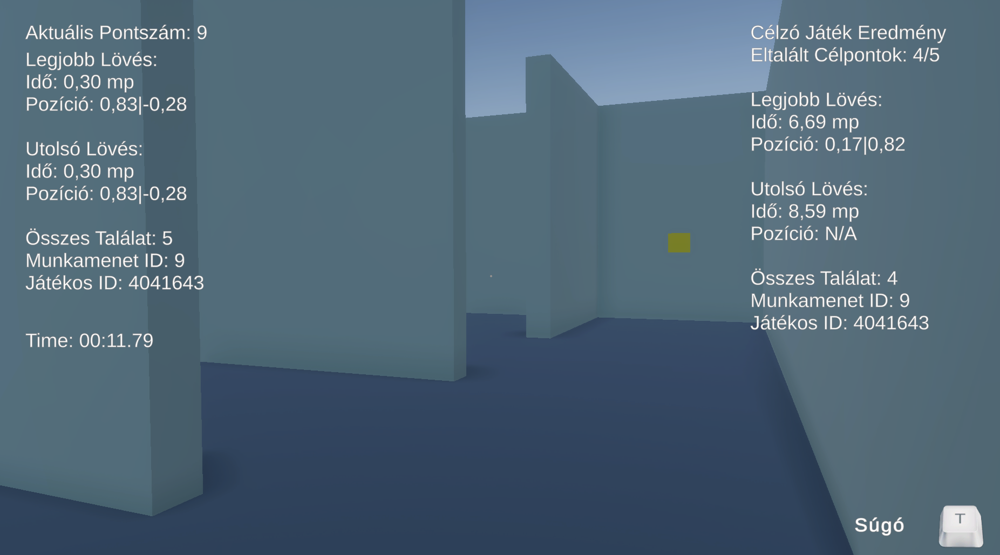 Aktuális Pontszám: 9
Legjobb Lövés:
Idő: 0,30 mp
Pozíció: 0,83|-0,28
Utolsó Lövés:
Idő: 0,30 mp
Pozíció: 0,83|-0,28
Összes Találat: 5
Munkamenet ID: 9
Játékos ID: 4041643
Time: 00:11.79
Célzó Játék Eredmény
Eltalált Célpontok: 4/5
Legjobb Lövés:
Idő: 6,69 mp
Pozíció: 0,17|0,82
Utolsó Lövés:
Idő: 8,59 mp
Pozíció: N/A
Összes Találat: 4
Munkamenet ID: 9
Játékos ID: 4041643
Súgó
T